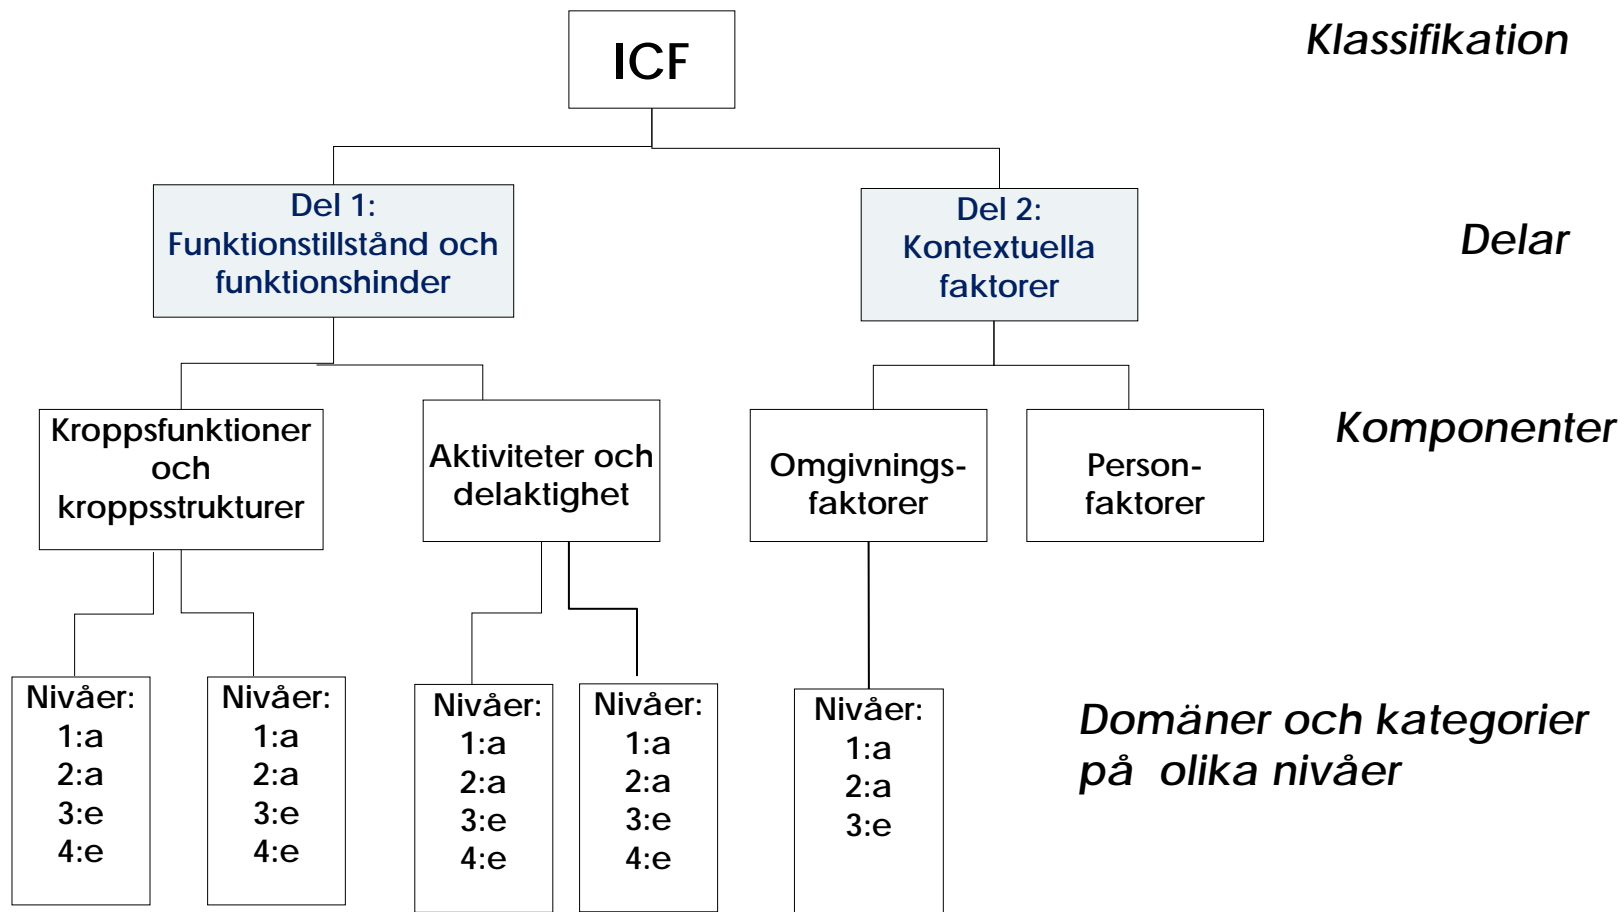 ICF
Klassifikation
Del 1:
Funktionstillstånd och
funktionshinder
Del 2:
Kontextuella
faktorer
Delar
Kroppsfunktioner
och
kroppsstrukturer
Aktiviteter och
delaktighet
Omgivnings-
faktorer
Person-
faktorer
Komponenter
Nivåer:
1:a
2:a
3:e
4:e
Nivåer:
1:a
2:a
3:e
4:e
Nivåer:
1:a
2:a
3:e
4:e
Nivåer:
1:a
2:a
3:e
4:e
Nivåer:
1:a
2:a
3:e
Domäner och kategorier
på olika nivåer